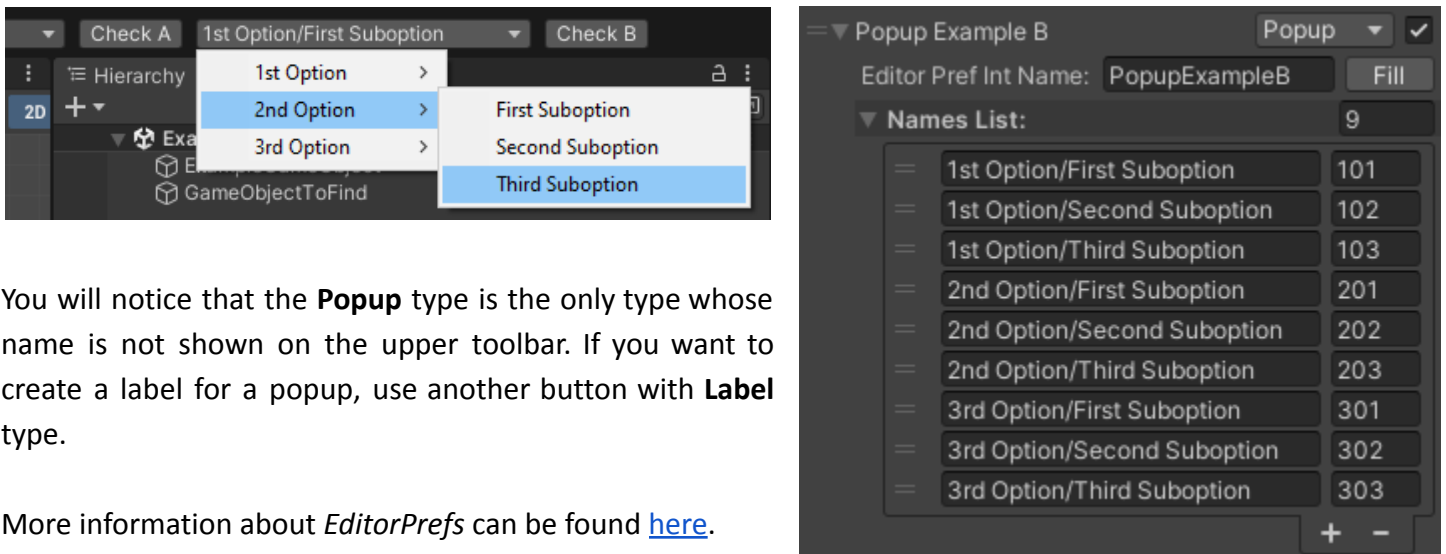 Check A 1st Option/First Suboption Check B
Hierarchy 1st Option
2D 2nd Option First Suboption
Exa 3rd Option Second Suboption
Third Suboption
GameObjectToFind
You will notice that the Popup type is the only type whose
name is not shown on the upper toolbar. If you want to
create a label for a popup, use another button with Label
type.
More information about EditorPrefs can be found here.
Popup Example B Popup
Editor Pref Int Name: PopupExampleB Fill
Names List: 9
1st Option/First Suboption 101
1st Option/Second Suboption 102
1st Option/Third Suboption 103
2nd Option/First Suboption 201
2nd Option/Second Suboption 202
2nd Option/Third Suboption 203
3rd Option/First Suboption 301
3rd Option/Second Suboption 302
3rd Option/Third Suboption 303